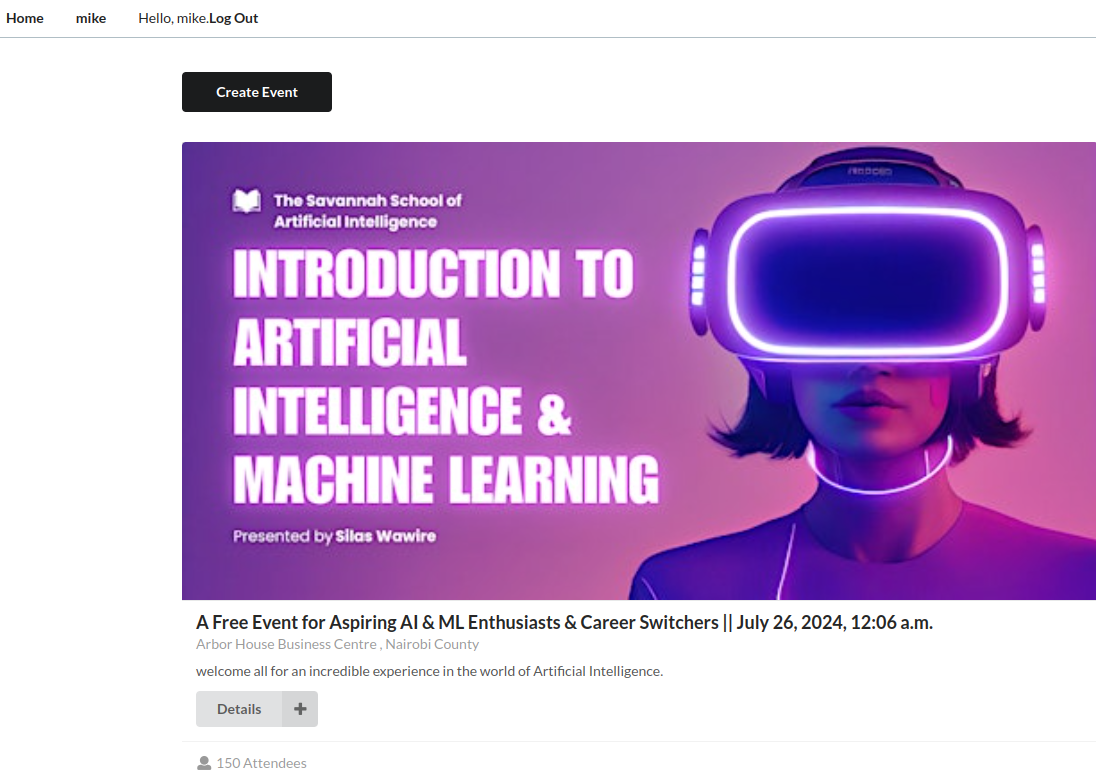 Home mike Hello, mike.Log Out
Create Event
The Savannah School of
Artificial Intelligence
INTRODUCTION TO
ARTIFICIAL
INTELLIGENCE &
MACHINE LEARNING
Presented by Silas Wawire
A Free Event for Aspiring AI & ML Enthusiasts & Career Switchers || July 26, 2024, 12:06 a.m.
Arbor House Business Centre , Nairobi County
welcome all for an incredible experience in the world of Artificial Intelligence.
Details
150 Attendees